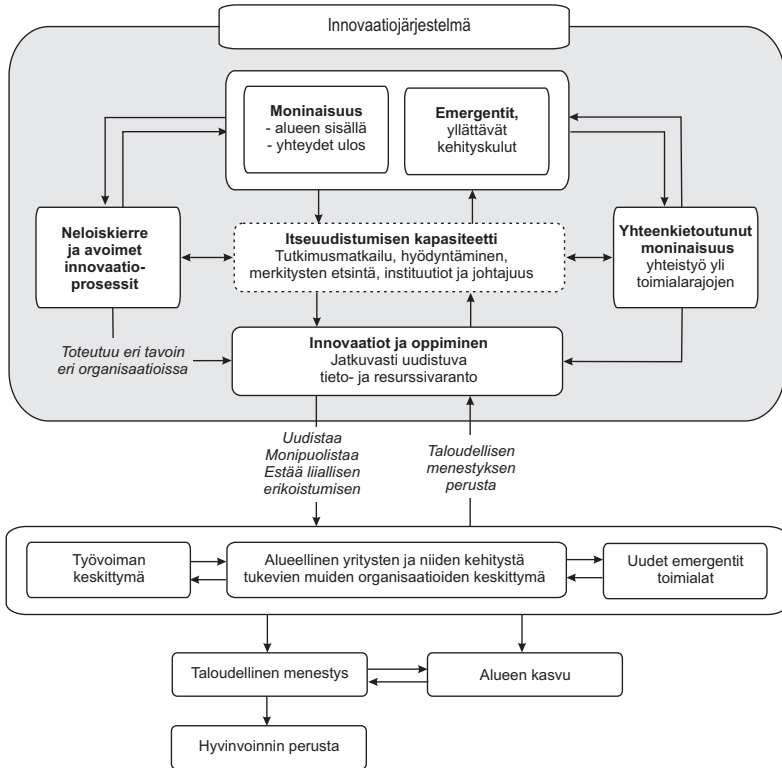 Innovaatiojärjestelmä
Moninaisuus
- alueen sisällä
- yhteydet ulos
Emergentit,
yllättävät
kehityskulut
Neloiskierre
ja avoimet
innovaatio-
prosessit
Itseuudistumisen kapasiteetti
Tutkimusmatkailu, hyödyntäminen,
merkitysten etsintä, instituutiot ja johtajuus
Yhteenkietoutunut
moninaisuus
yhteistyö yli
toimialarajojen
Toteutuu eri tavoin
eri organisaatioissa
Innovaatiot ja oppiminen
Jatkuvasti uudistuva
tieto- ja resurssivaranto
Uudistaa
Monipuolistaa
Estää liiallisen
erikoistumisen
Taloudellisen
menestyksen
perusta
Työvoiman
keskittymä
Alueellinen yritysten ja niiden kehitystä
tukevien muiden organisaatioiden keskittymä
Uudet emergentit
toimialat
Taloudellinen menestys
Alueen kasvu
Hyvinvoinnin perusta